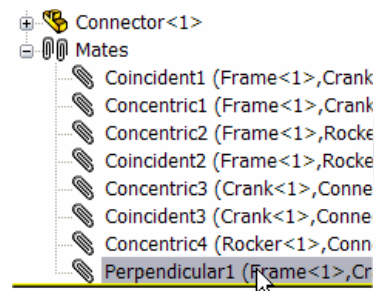 Connector<1>
Mates
Coincident1 (Frame<1>,Crank
Concentric1 (Frame<1>,Crank
Concentric2 (Frame<1>,Rocke
Coincident2 (Frame<1>,Rocke
Concentric3 (Crank<1>,Conne
Coincident3 (Crank<1>,Conne
Concentric4 (Rocker<1>,Conn
Perpendicular1 (Frame<1>,Cr